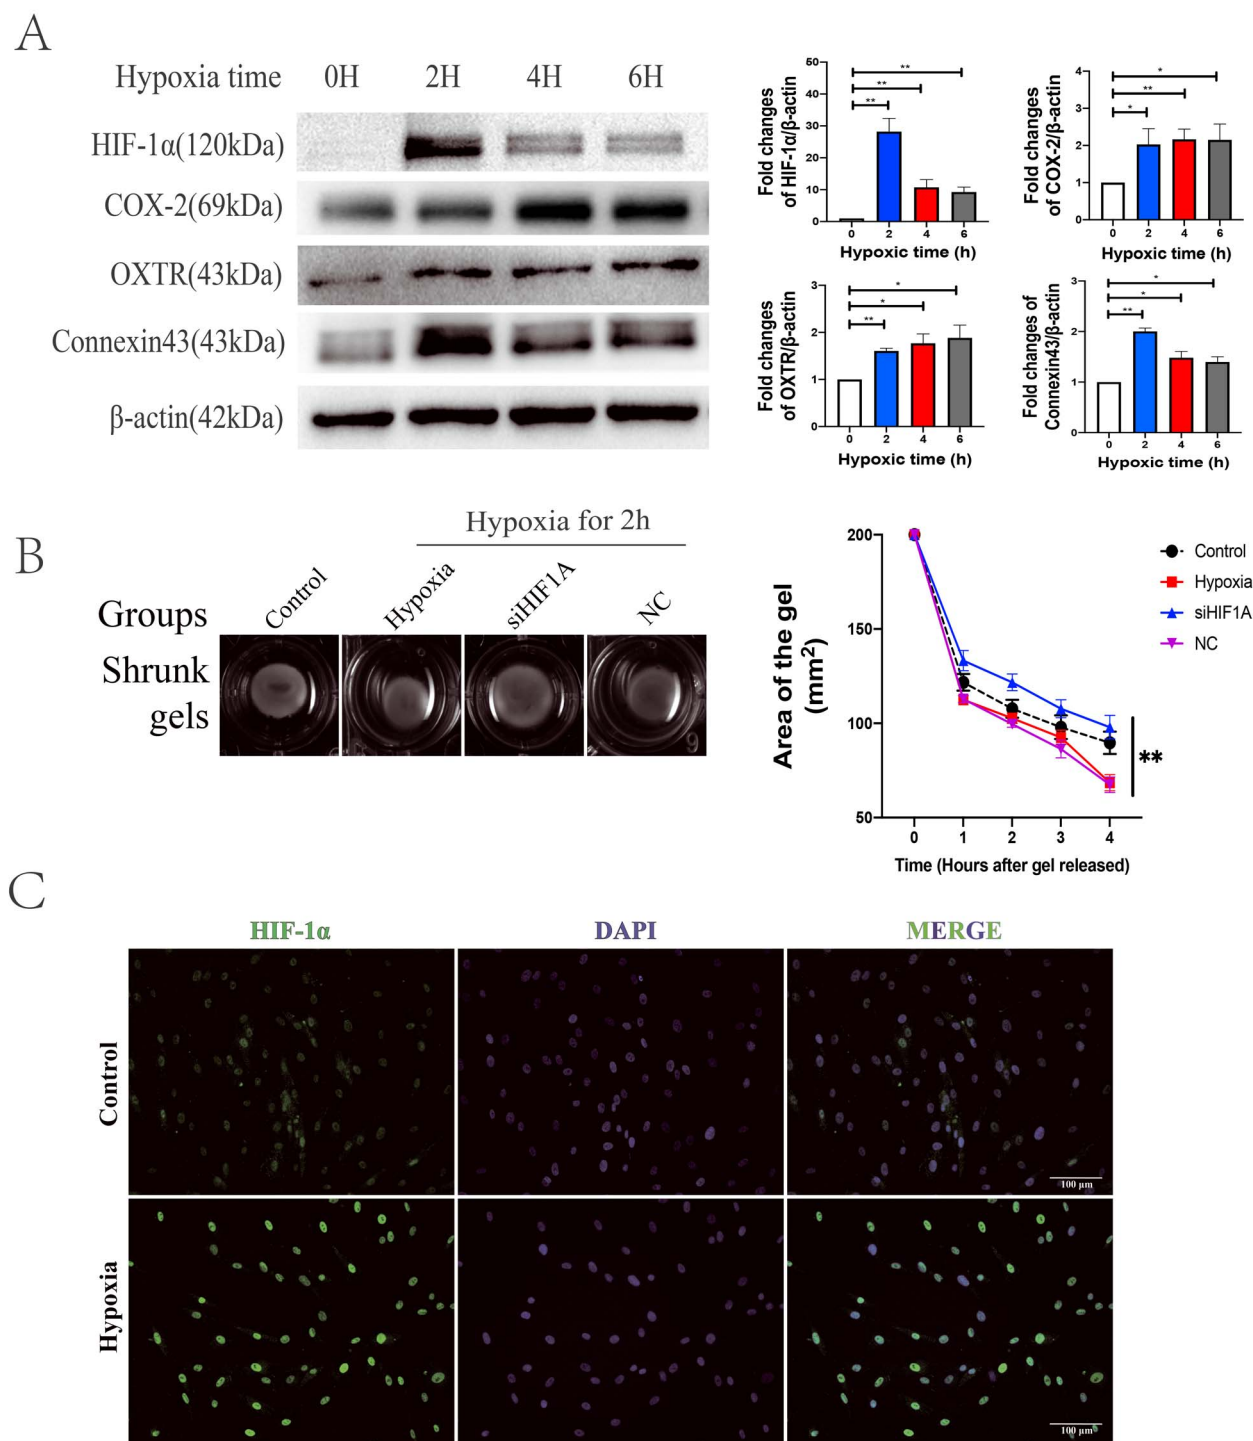 A
Hypoxia time 0H 2H 4H 6H
HIF-1α(120kDa)
COX-2(69kDa)
OXTR(43kDa)
Connexin43(43kDa)
β-actin(42kDa)
Fold changes
of HIF-1α/β-actin
50
40
30
20
10
0
** ** **
0 2 4 6
Hypoxic time (h)
Fold changes
of COX-2/β-actin
4
3
2
1
0
* ** *
0 2 4 6
Hypoxic time (h)
Fold changes
of OXTR/β-actin
3
2
1
0
* * **
0 2 4 6
Hypoxic time (h)
Fold changes of
Connexin43/β-actin
3
2
1
0
* * **
0 2 4 6
Hypoxic time (h)
B
Hypoxia for 2h
Groups Control Hypoxia siHIF1A NC
Shrunk
gels
9
Area of the gel
(mm²)
200
150
100
50
0 1 2 3 4
Time (Hours after gel released)
Control
Hypoxia
siHIF1A
NC
**
C
HIF-1α DAPI MERGE
Control
100 μm
Hypoxia
100 μm